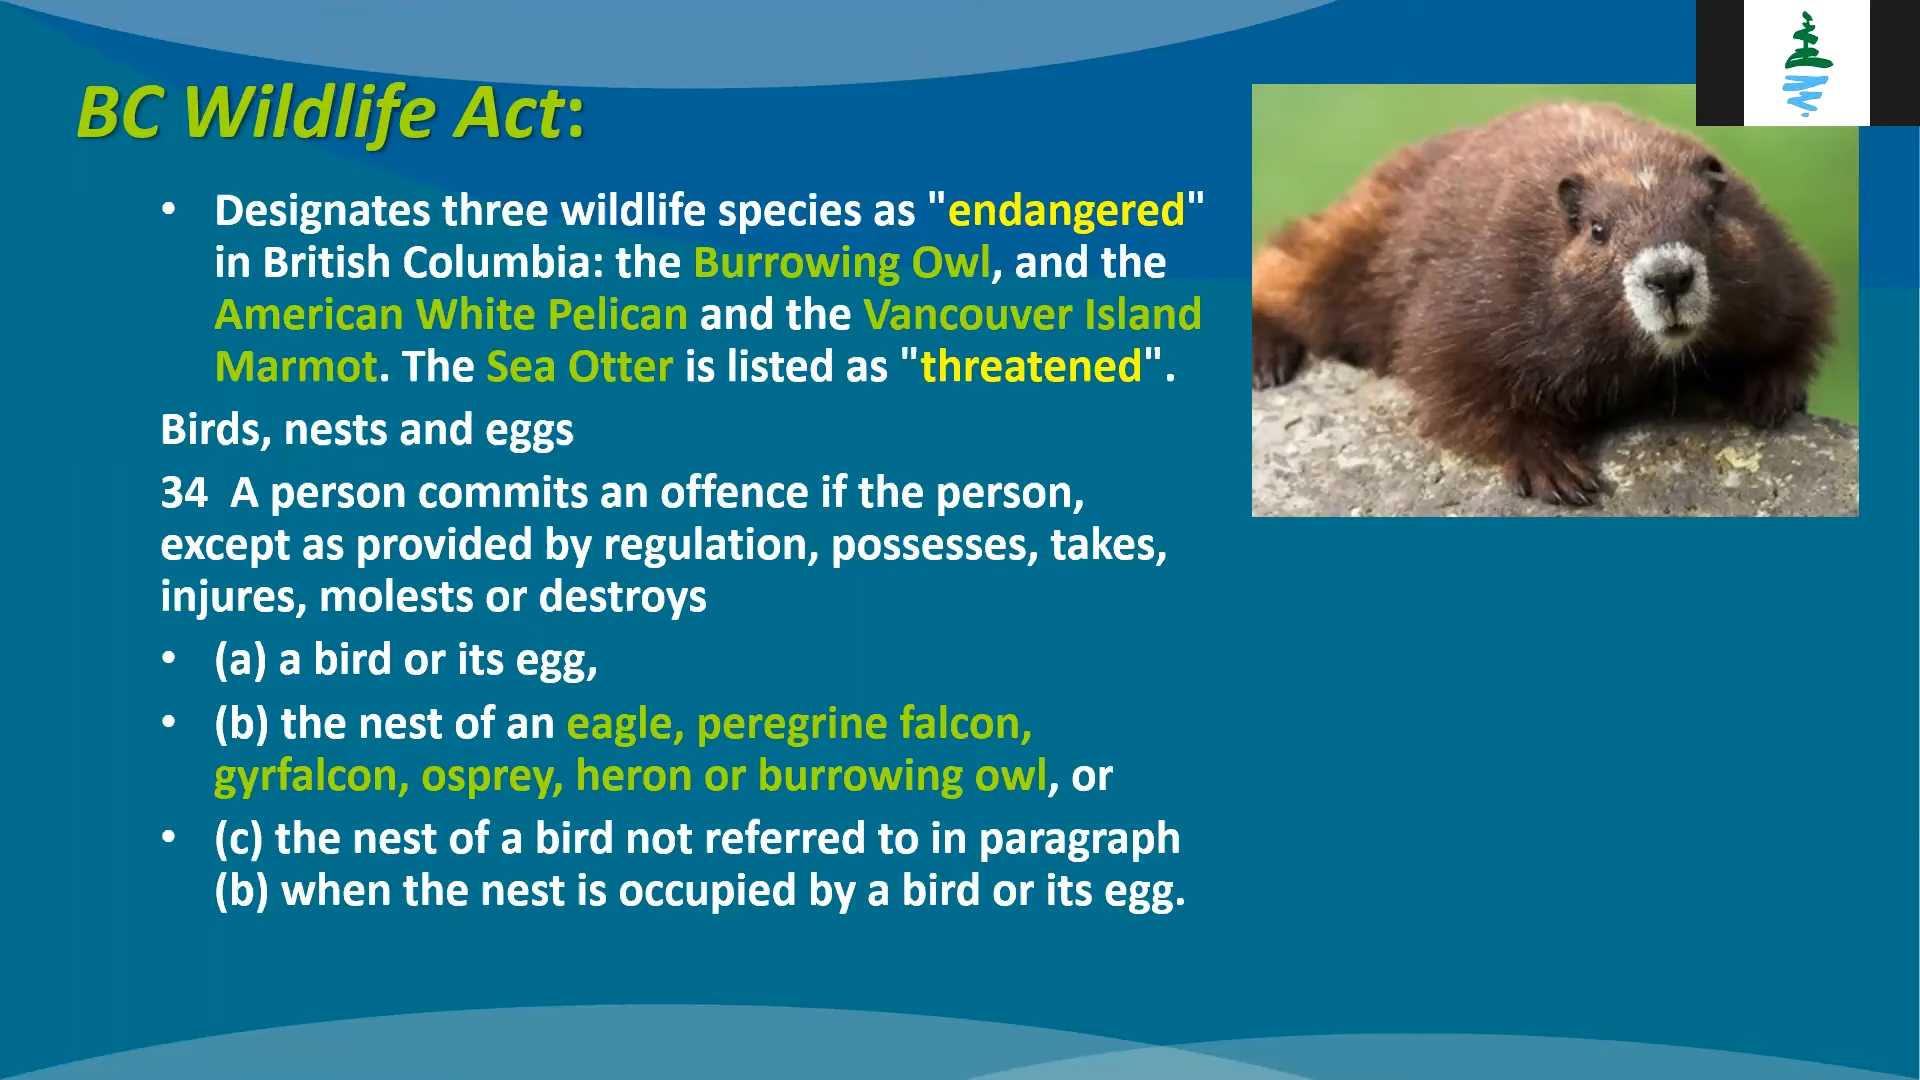 BC Wildlife Act:
• Designates three wildlife species as "endangered"
in British Columbia: the Burrowing Owl, and the
American White Pelican and the Vancouver Island
Marmot. The Sea Otter is listed as "threatened".
Birds, nests and eggs
34  A person commits an offence if the person,
except as provided by regulation, possesses, takes,
injures, molests or destroys
• (a) a bird or its egg,
• (b) the nest of an eagle, peregrine falcon,
gyrfalcon, osprey, heron or burrowing owl, or
• (c) the nest of a bird not referred to in paragraph
(b) when the nest is occupied by a bird or its egg.